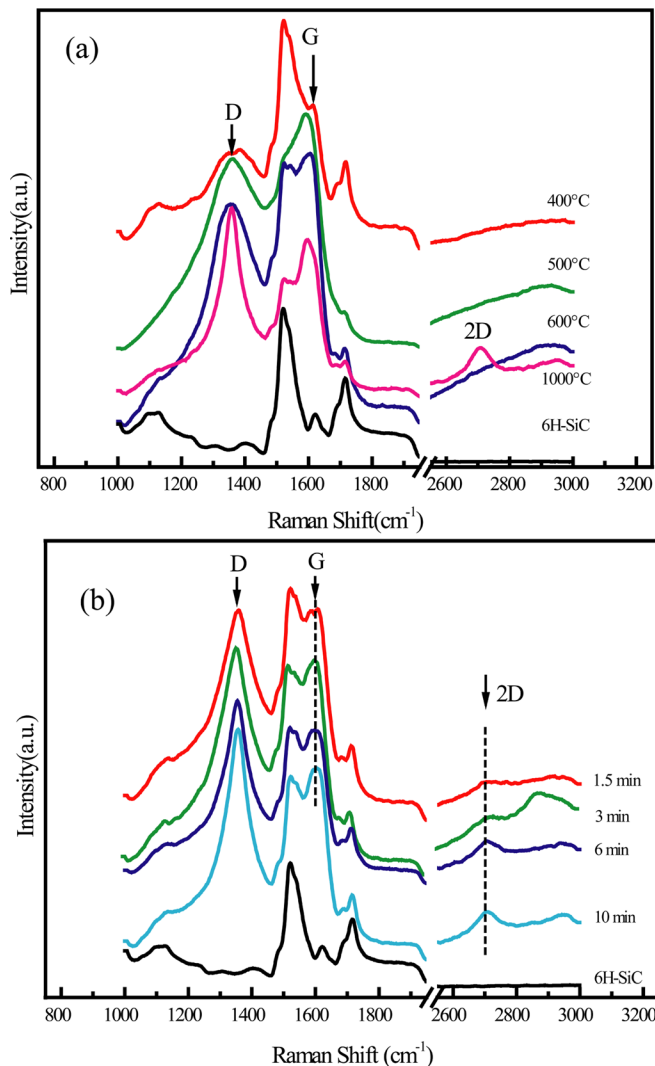 (a)
G
D
400°C
500°C
600°C
2D
1000°C
6H-SiC
Intensity(a.u.)
800 1000 1200 1400 1600 1800 2600 2800 3000 3200
Raman Shift(cm-1)
(b)
D
G
2D
1.5 min
3 min
6 min
10 min
6H-SiC
Intensity(a.u.)
800 1000 1200 1400 1600 1800 2600 2800 3000 3200
Raman Shift (cm-1)